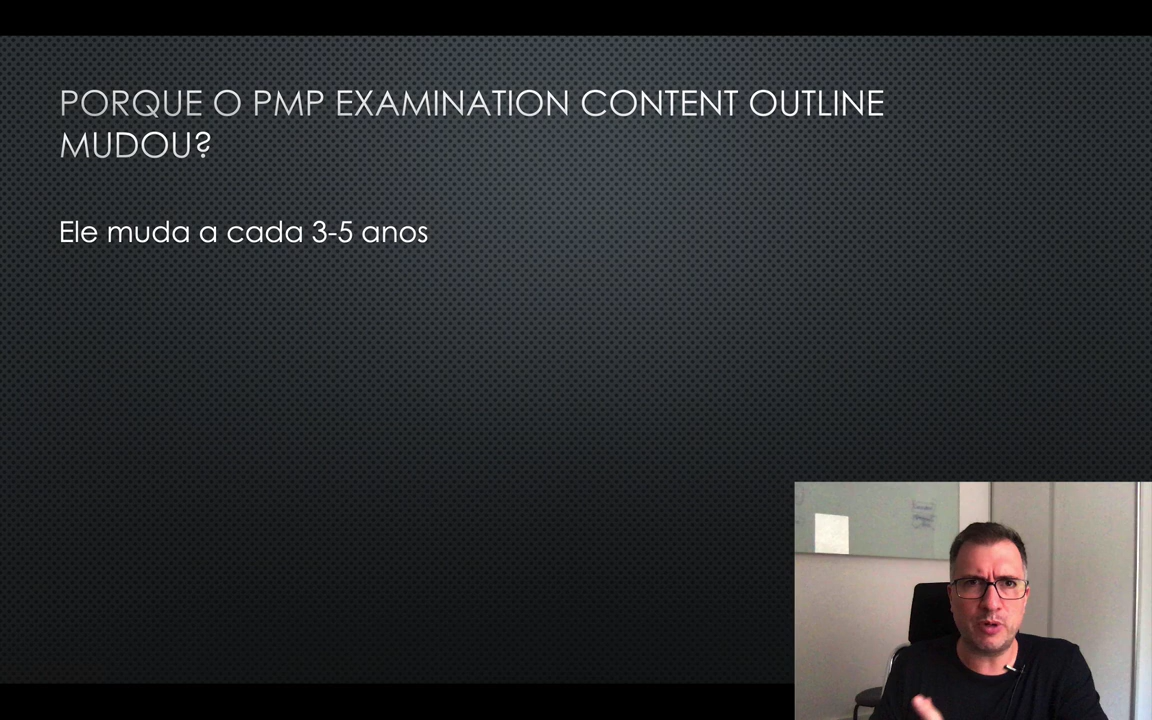 PORQUE O PMP EXAMINATION CONTENT OUTLINE
MUDOU?
Ele muda a cada 3-5 anos